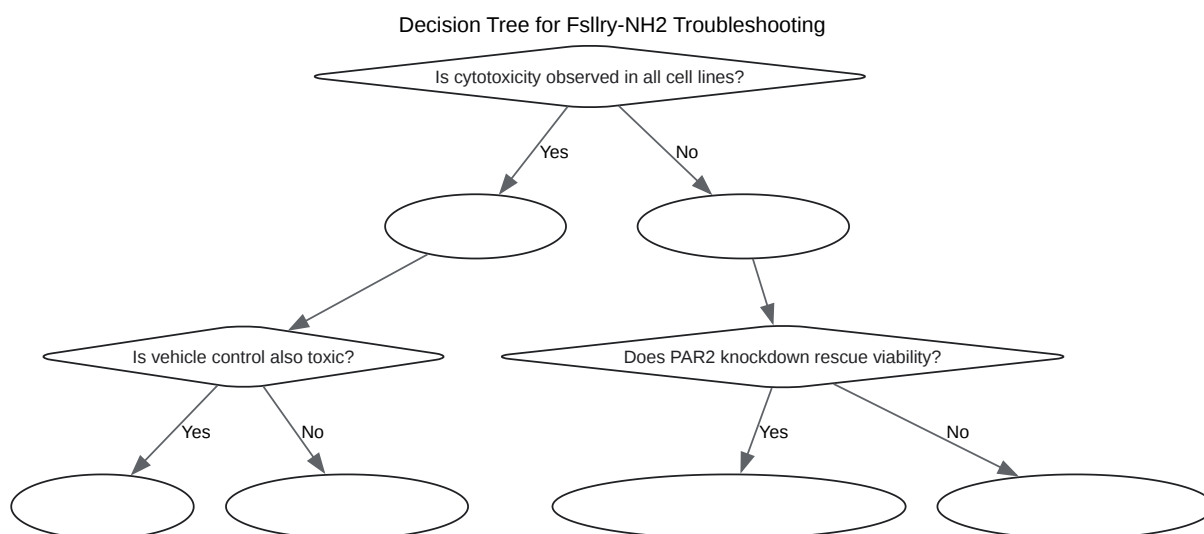 Decision Tree for Fsllry-NH2 Troubleshooting
Is cytotoxicity observed in all cell lines?
Yes
No
Is vehicle control also toxic?
Does PAR2 knockdown rescue viability?
Yes
No
Yes
No